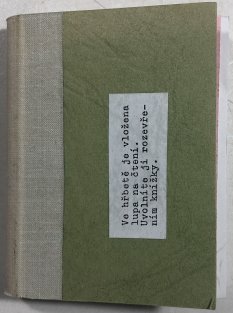 Ve hřbetě je vložena
lupa na čtení.
Uvolníte ji rozevře-
ním knížky.